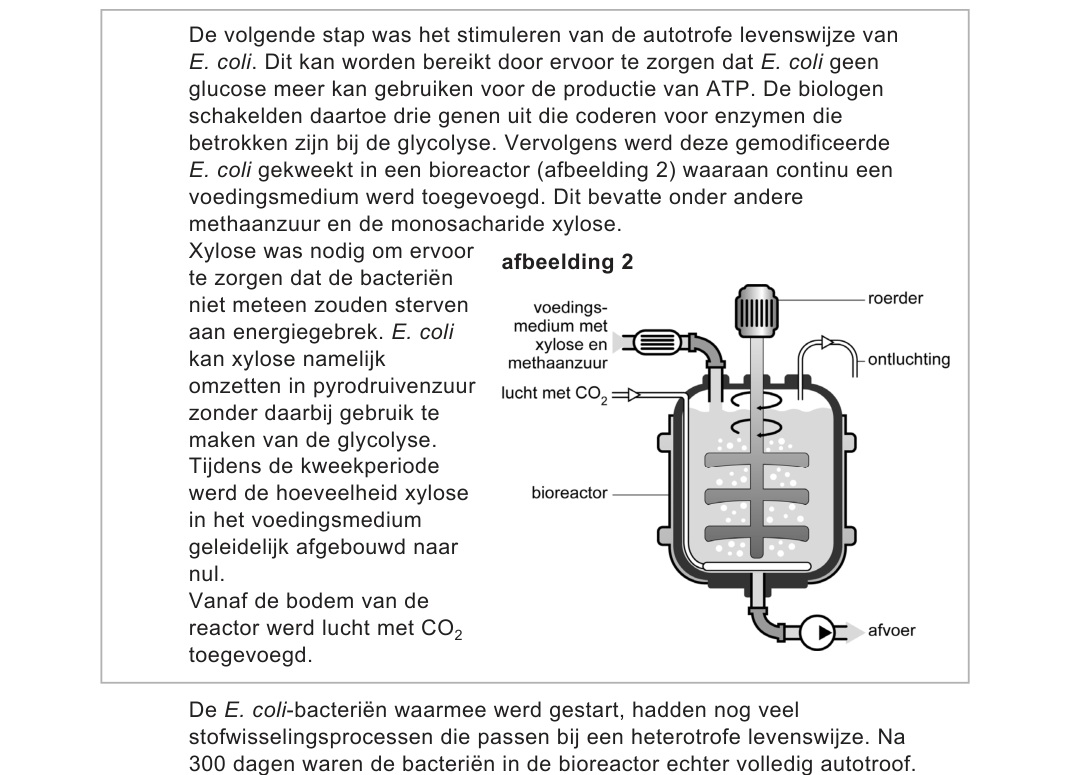 De volgende stap was het stimuleren van de autotrofe levenswijze van
E. coli. Dit kan worden bereikt door ervoor te zorgen dat E. coli geen
glucose meer kan gebruiken voor de productie van ATP. De biologen
schakelden daartoe drie genen uit die coderen voor enzymen die
betrokken zijn bij de glycolyse. Vervolgens werd deze gemodificeerde
E. coli gekweekt in een bioreactor (afbeelding 2) waaraan continu een
voedingsmedium werd toegevoegd. Dit bevatte onder andere
methaanzuur en de monosacharide xylose.
Xylose was nodig om ervoor
te zorgen dat de bacteriën
niet meteen zouden sterven
aan energiegebrek. E. coli
kan xylose namelijk
omzetten in pyrodruivenzuur
zonder daarbij gebruik te
maken van de glycolyse.
Tijdens de kweekperiode
werd de hoeveelheid xylose
in het voedingsmedium
geleidelijk afgebouwd naar
nul.
Vanaf de bodem van de
reactor werd lucht met CO2
toegevoegd.
afbeelding 2
voedings-
medium met
xylose en
methaanzuur
lucht met CO2
bioreactor
roerder
ontluchting
afvoer
De E. coli-bacteriën waarmee werd gestart, hadden nog veel
stofwisselingsprocessen die passen bij een heterotrofe levenswijze. Na
300 dagen waren de bacteriën in de bioreactor echter volledig autotroof.